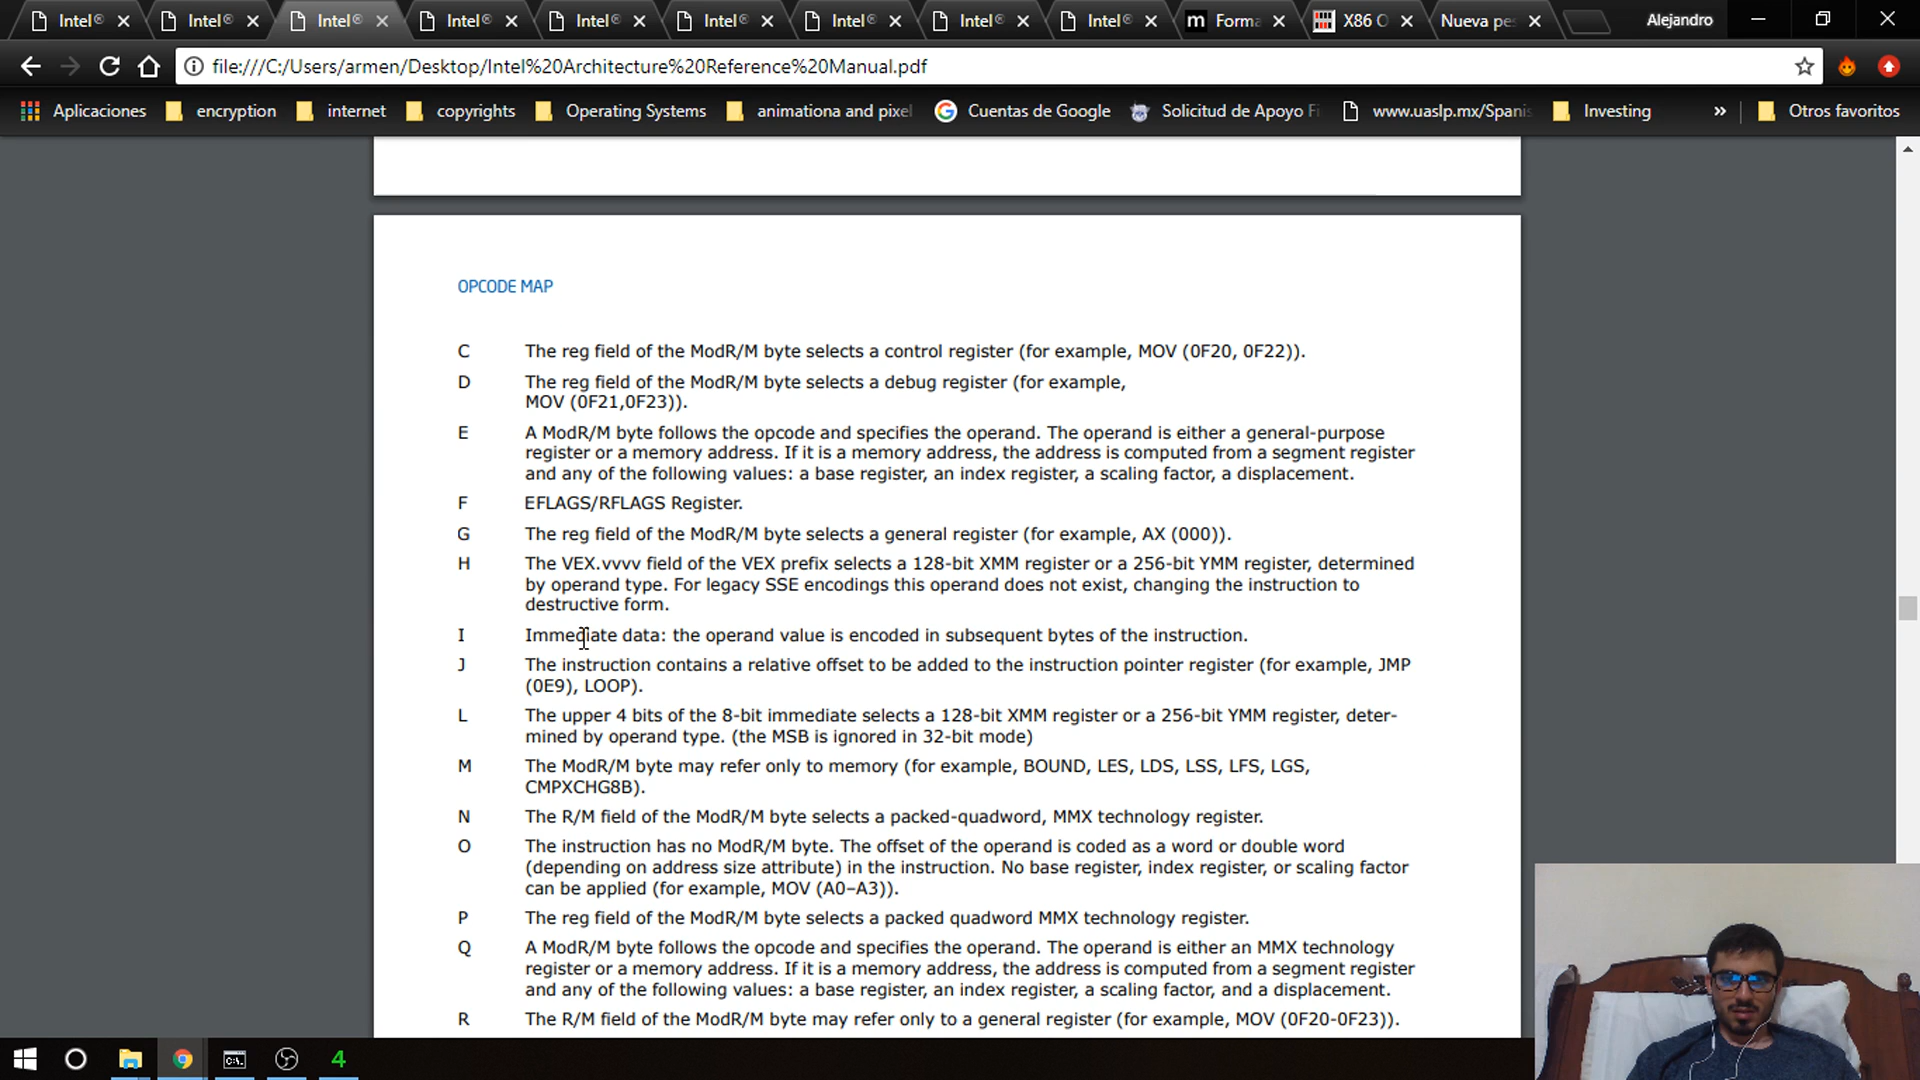 Intel® Intel® Intel® Intel® Intel® Intel® Intel® Intel® Intel® m Forma X86 O Nueva pes Alejandro
file:///C:/Users/armen/Desktop/Intel%20Architecture%20Reference%20Manual.pdf
Aplicaciones encryption internet copyrights Operating Systems animationa and pixel Cuentas de Google Solicitud de Apoyo Fi www.uaslp.mx/Spanis Investing » Otros favoritos
OPCODE MAP
C The reg field of the ModR/M byte selects a control register (for example, MOV (0F20, 0F22)).
D The reg field of the ModR/M byte selects a debug register (for example,
MOV (0F21,0F23)).
E A ModR/M byte follows the opcode and specifies the operand. The operand is either a general-purpose
register or a memory address. If it is a memory address, the address is computed from a segment register
and any of the following values: a base register, an index register, a scaling factor, a displacement.
F EFLAGS/RFLAGS Register.
G The reg field of the ModR/M byte selects a general register (for example, AX (000)).
H The VEX.vvvv field of the VEX prefix selects a 128-bit XMM register or a 256-bit YMM register, determined
by operand type. For legacy SSE encodings this operand does not exist, changing the instruction to
destructive form.
I Immediate data: the operand value is encoded in subsequent bytes of the instruction.
J The instruction contains a relative offset to be added to the instruction pointer register (for example, JMP
(0E9), LOOP).
L The upper 4 bits of the 8-bit immediate selects a 128-bit XMM register or a 256-bit YMM register, deter-
mined by operand type. (the MSB is ignored in 32-bit mode)
M The ModR/M byte may refer only to memory (for example, BOUND, LES, LDS, LSS, LFS, LGS,
CMPXCHG8B).
N The R/M field of the ModR/M byte selects a packed-quadword, MMX technology register.
O The instruction has no ModR/M byte. The offset of the operand is coded as a word or double word
(depending on address size attribute) in the instruction. No base register, index register, or scaling factor
can be applied (for example, MOV (A0–A3)).
P The reg field of the ModR/M byte selects a packed quadword MMX technology register.
Q A ModR/M byte follows the opcode and specifies the operand. The operand is either an MMX technology
register or a memory address. If it is a memory address, the address is computed from a segment register
and any of the following values: a base register, an index register, a scaling factor, and a displacement.
R The R/M field of the ModR/M byte may refer only to a general register (for example, MOV (0F20-0F23)).
4